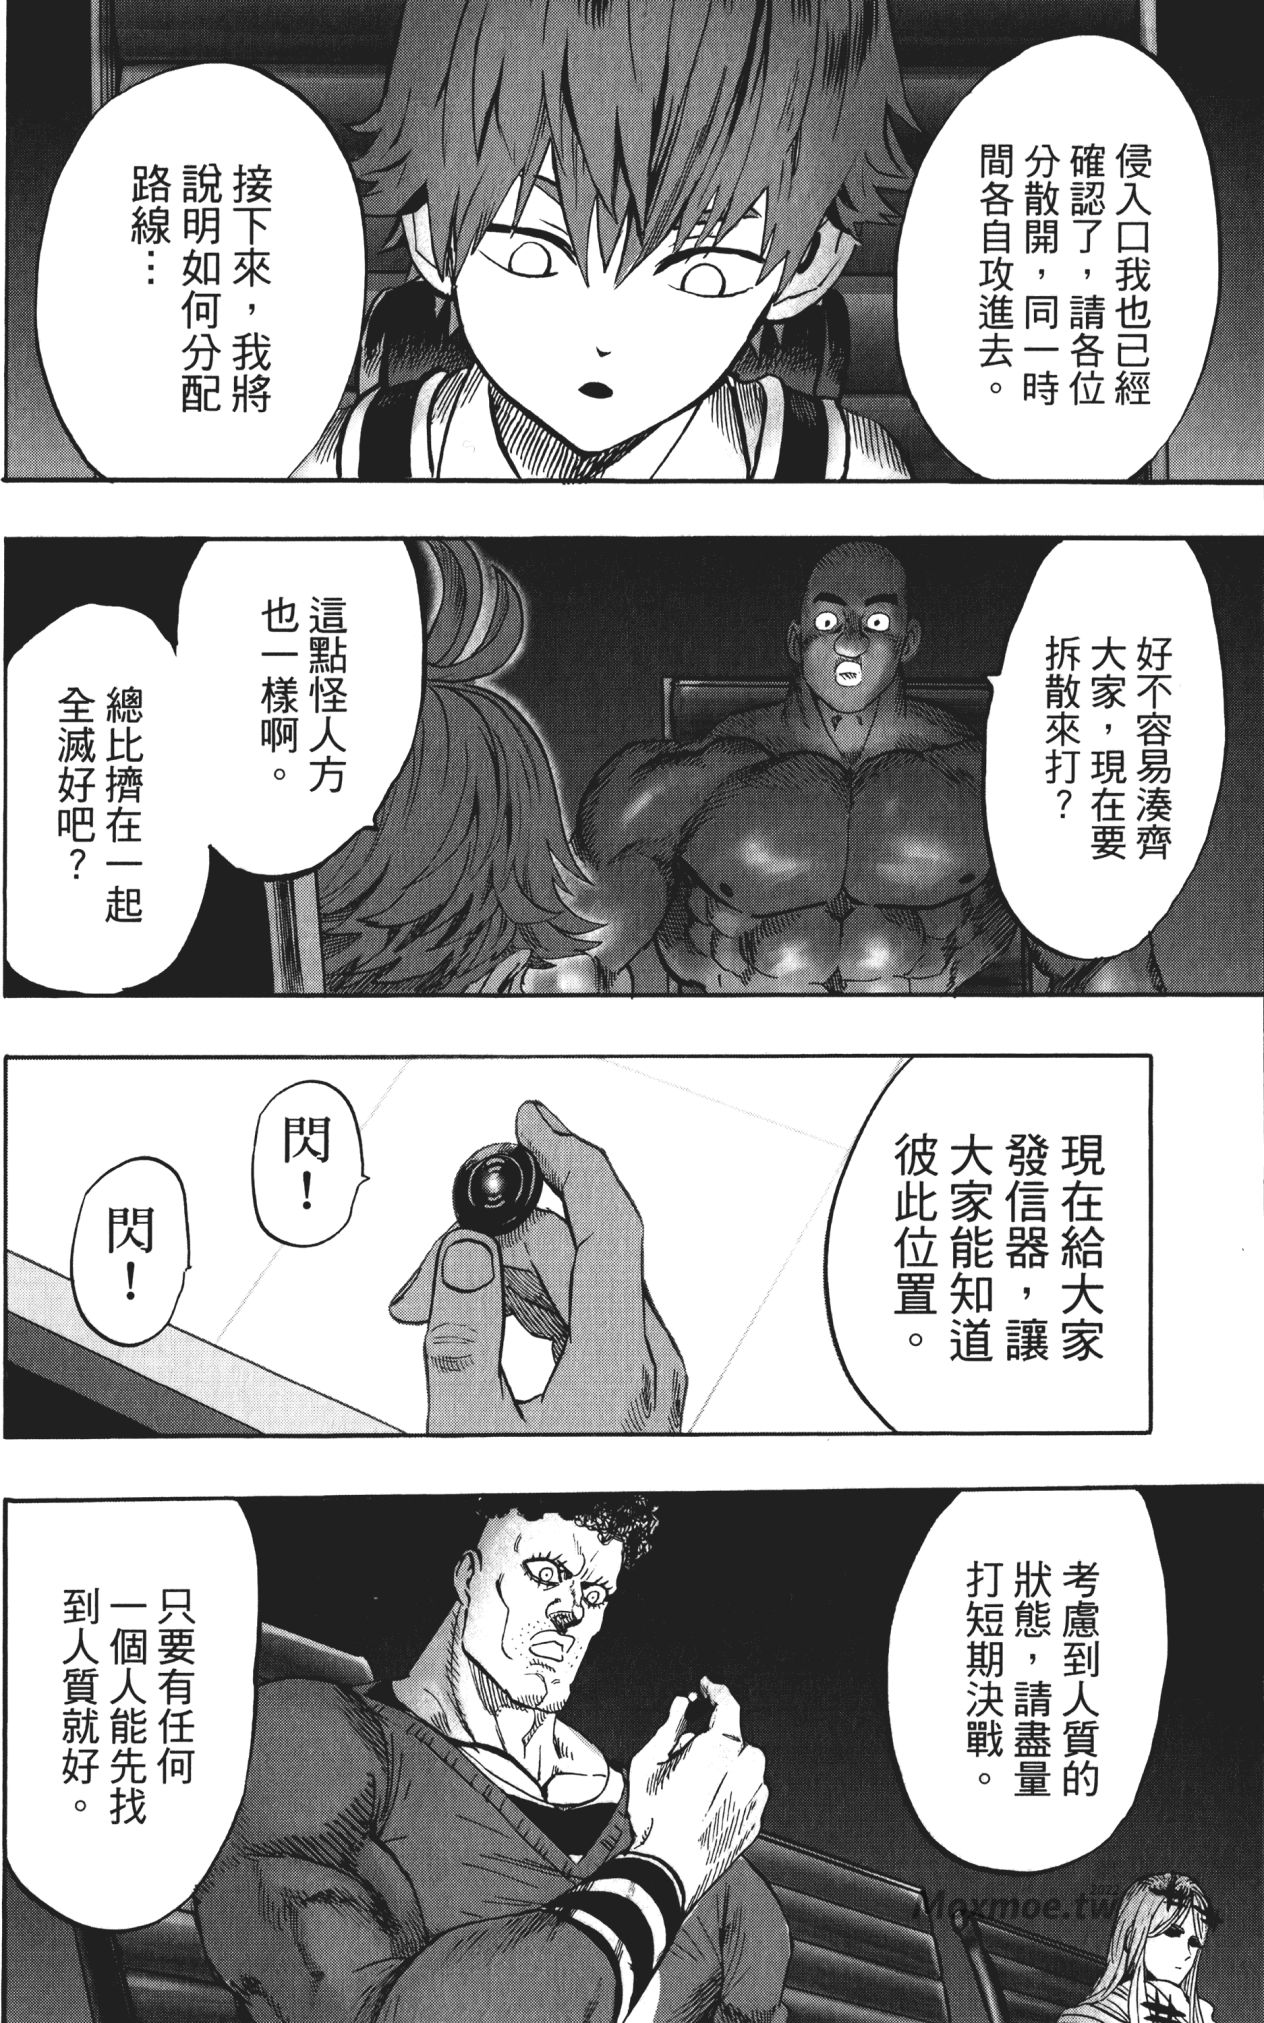 侵入口我也已經
確認了，請各位
分散開，同一時
間各自攻進去。
接下來，我將
說明如何分配
路線…
好不容易湊齊
大家，現在要
拆散來打？
這點怪人方
也一樣啊。
總比擠在一起
全滅好吧？
現在給大家
發信器，讓
大家能知道
彼此位置。
閃！
閃！
考慮到人質的
狀態，請盡量
打短期決戰。
只要有任何
一個人能先找
到人質就好。
2022
Moxmoe.tw